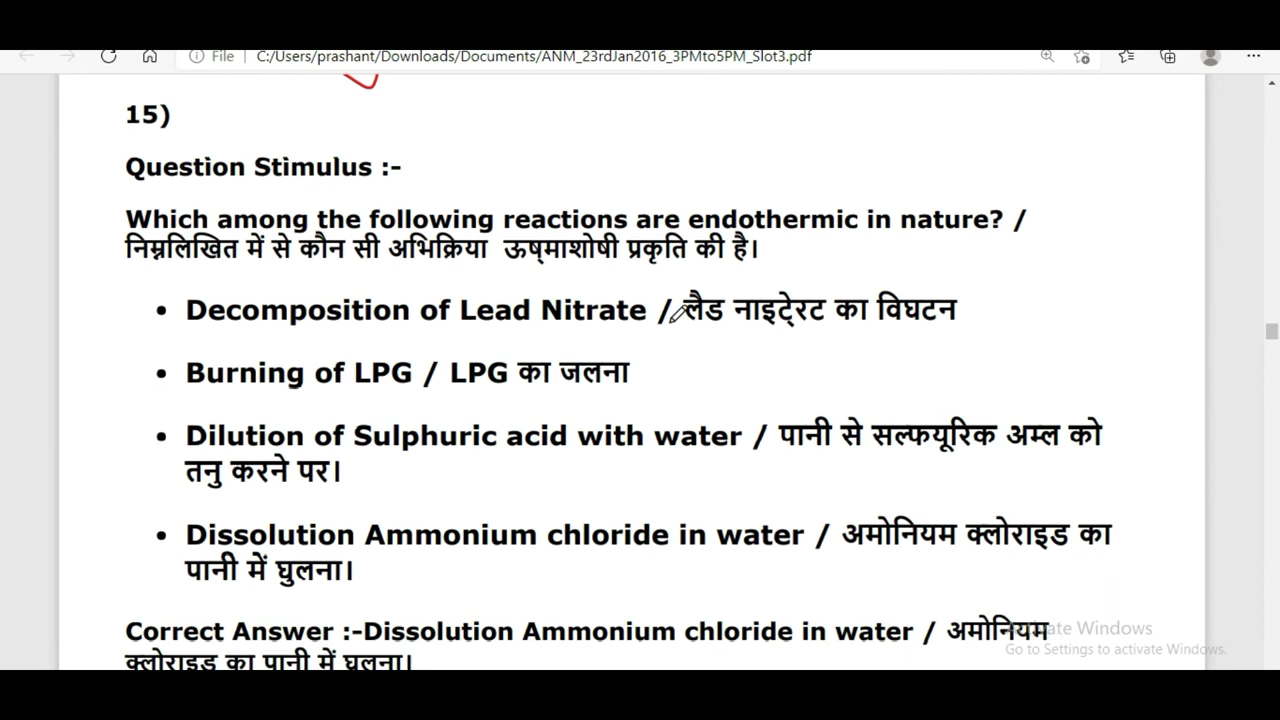 File C:/Users/prashant/Downloads/Documents/ANM_23rdJan2016_3PMto5PM_Slot3.pdf
15)
Question Stimulus :-
Which among the following reactions are endothermic in nature? /
निम्नलिखित में से कौन सी अभिक्रिया ऊष्माशोषी प्रकृति की है।
• Decomposition of Lead Nitrate / लैड नाइट्रेट का विघटन
• Burning of LPG / LPG का जलना
• Dilution of Sulphuric acid with water / पानी से सल्फयूरिक अम्ल को
तनु करने पर।
• Dissolution Ammonium chloride in water / अमोनियम क्लोराइड का
पानी में घुलना।
Correct Answer :-Dissolution Ammonium chloride in water / अमोनियम
क्लोराइड का पानी में घुलना।
Activate Windows
Go to Settings to activate Windows.